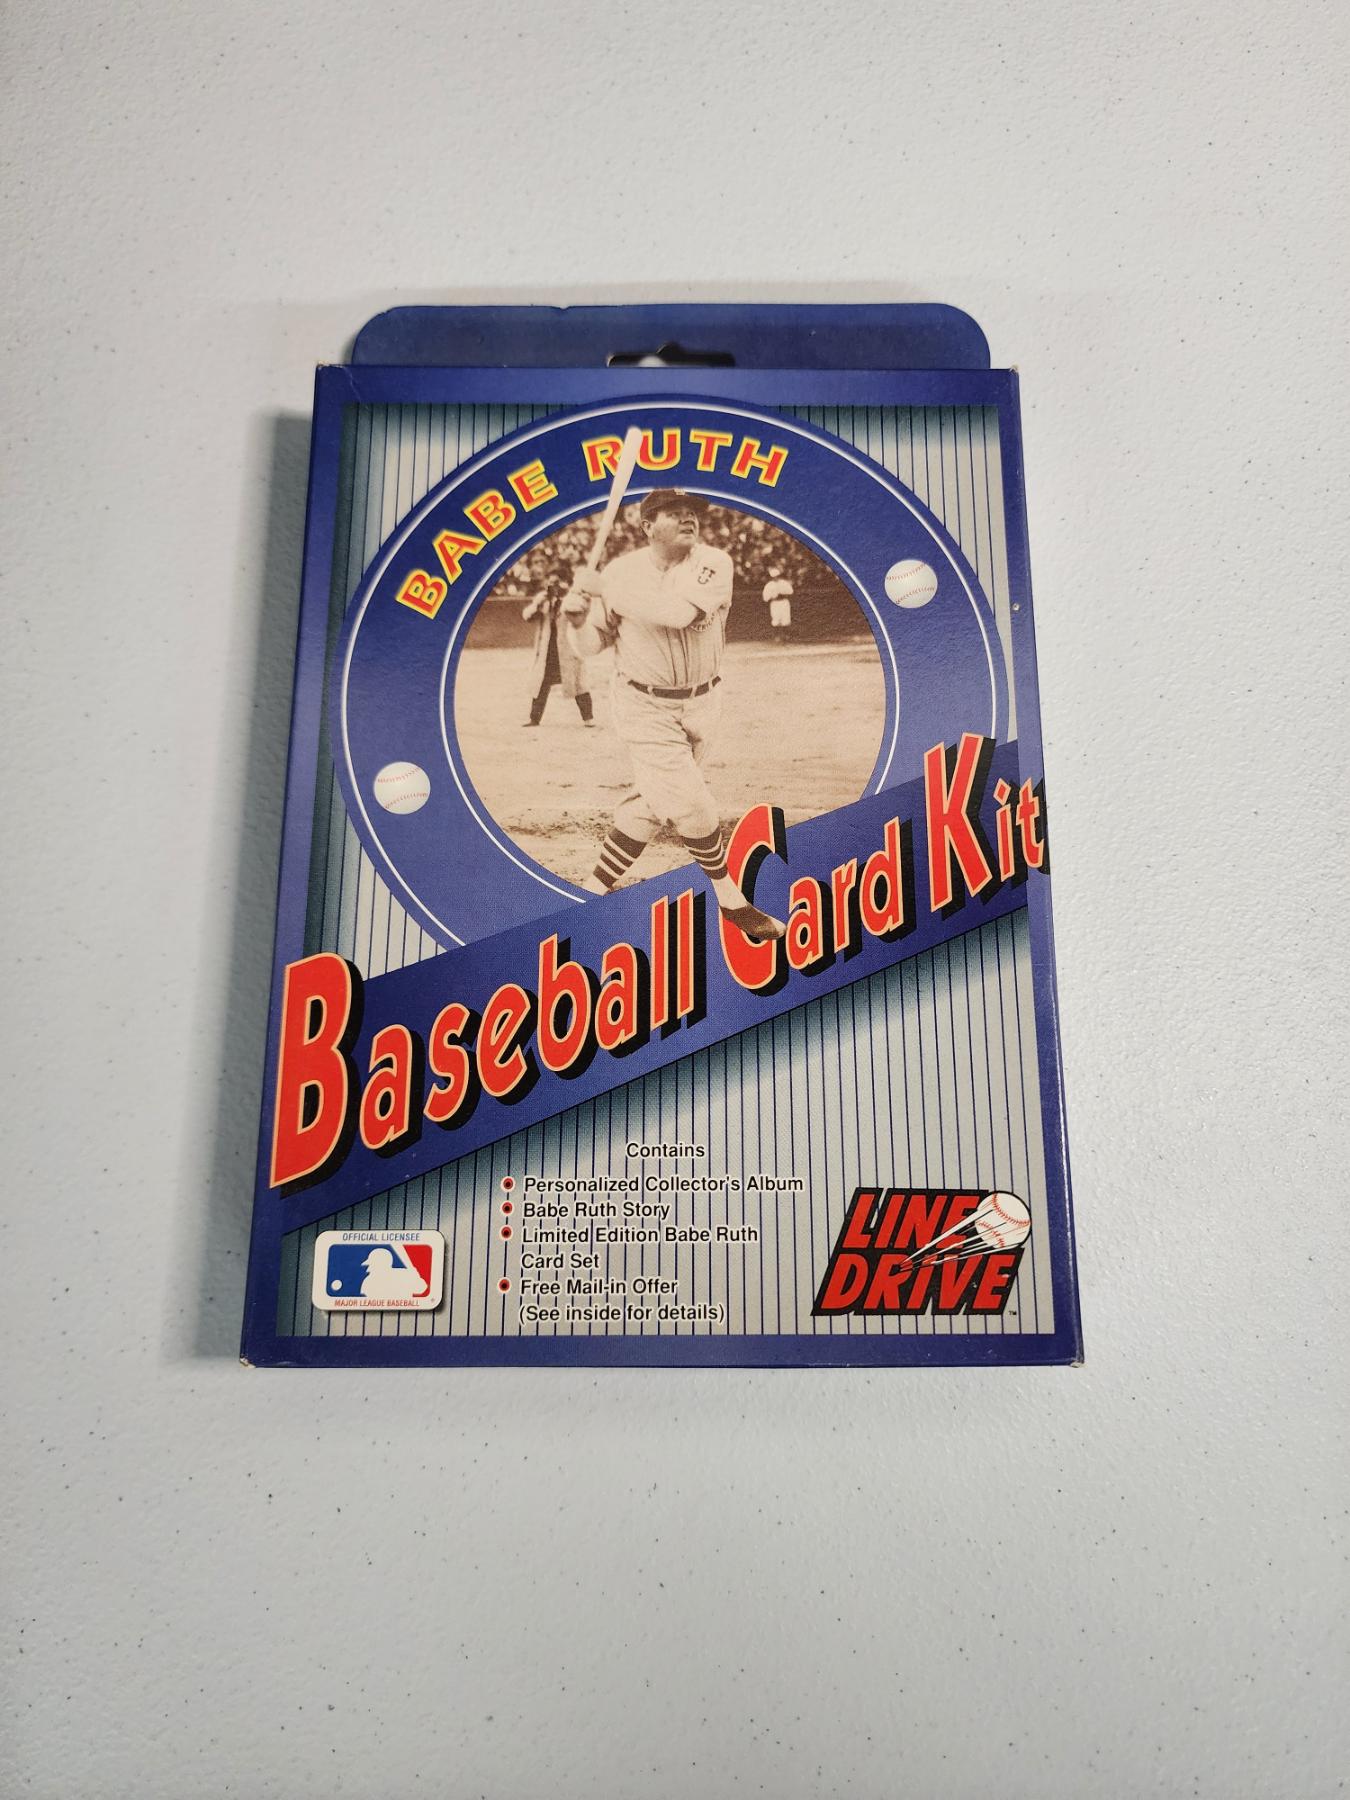 BABE RUTH
Baseball Card Kit
Contains
Personalized Collector's Album
Babe Ruth Story
Limited Edition Babe Ruth
Card Set
Free Mail-in Offer
(See inside for details)
OFFICIAL LICENSEE
MAJOR LEAGUE BASEBALL
LINE
DRIVE